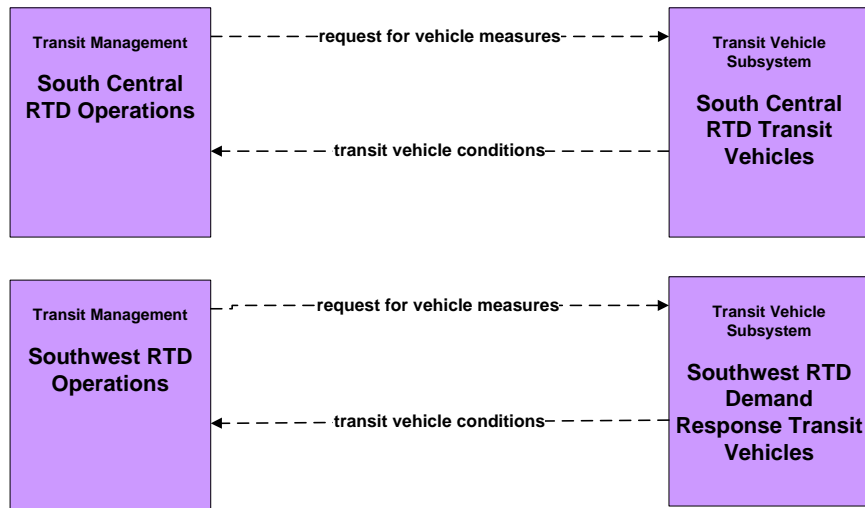 Transit Management
South Central
RTD Operations
request for vehicle measures
transit vehicle conditions
Transit Vehicle
Subsystem
South Central
RTD Transit
Vehicles
Transit Management
Southwest RTD
Operations
request for vehicle measures
transit vehicle conditions
Transit Vehicle
Subsystem
Southwest RTD
Demand
Response Transit
Vehicles